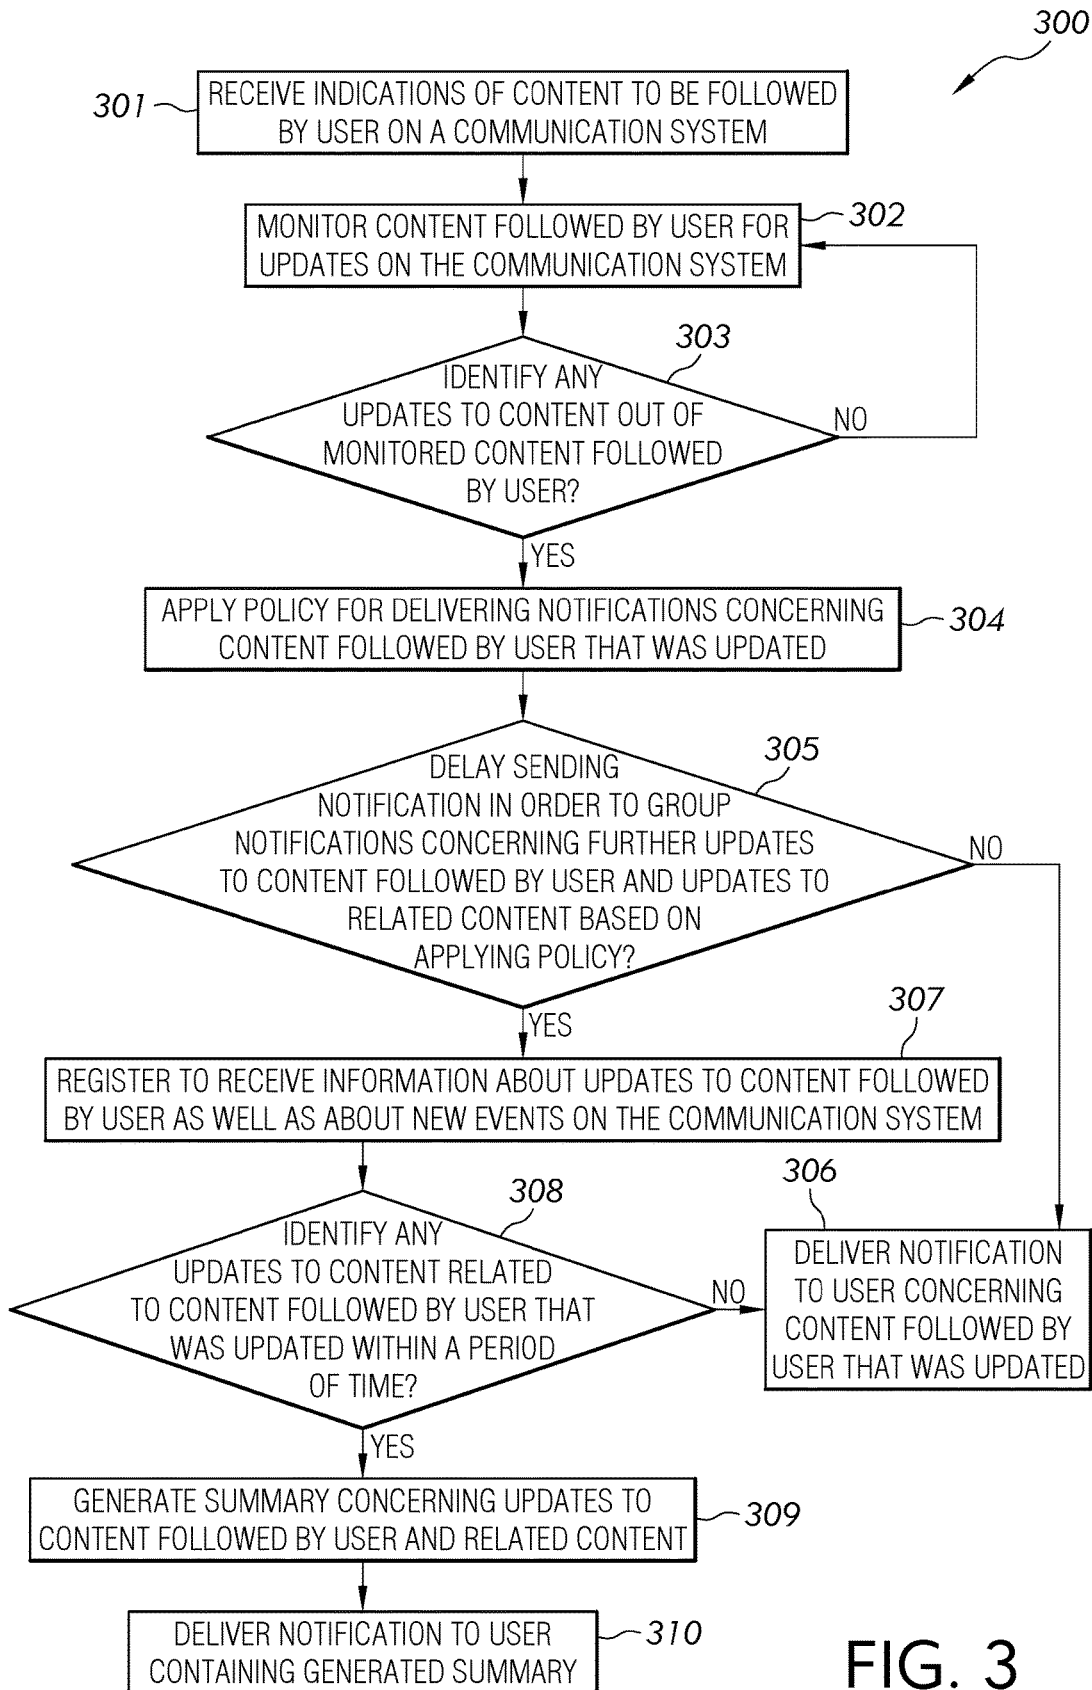 300
301
RECEIVE INDICATIONS OF CONTENT TO BE FOLLOWED
BY USER ON A COMMUNICATION SYSTEM
302
MONITOR CONTENT FOLLOWED BY USER FOR
UPDATES ON THE COMMUNICATION SYSTEM
303
IDENTIFY ANY
UPDATES TO CONTENT OUT OF
MONITORED CONTENT FOLLOWED
BY USER?
NO
YES
APPLY POLICY FOR DELIVERING NOTIFICATIONS CONCERNING
CONTENT FOLLOWED BY USER THAT WAS UPDATED
304
305
DELAY SENDING
NOTIFICATION IN ORDER TO GROUP
NOTIFICATIONS CONCERNING FURTHER UPDATES
TO CONTENT FOLLOWED BY USER AND UPDATES TO
RELATED CONTENT BASED ON
APPLYING POLICY?
NO
YES
307
REGISTER TO RECEIVE INFORMATION ABOUT UPDATES TO CONTENT FOLLOWED
BY USER AS WELL AS ABOUT NEW EVENTS ON THE COMMUNICATION SYSTEM
308
IDENTIFY ANY
UPDATES TO CONTENT RELATED
TO CONTENT FOLLOWED BY USER THAT
WAS UPDATED WITHIN A PERIOD
OF TIME?
NO
306
DELIVER NOTIFICATION
TO USER CONCERNING
CONTENT FOLLOWED BY
USER THAT WAS UPDATED
YES
GENERATE SUMMARY CONCERNING UPDATES TO
CONTENT FOLLOWED BY USER AND RELATED CONTENT
309
DELIVER NOTIFICATION TO USER
CONTAINING GENERATED SUMMARY
310
FIG. 3